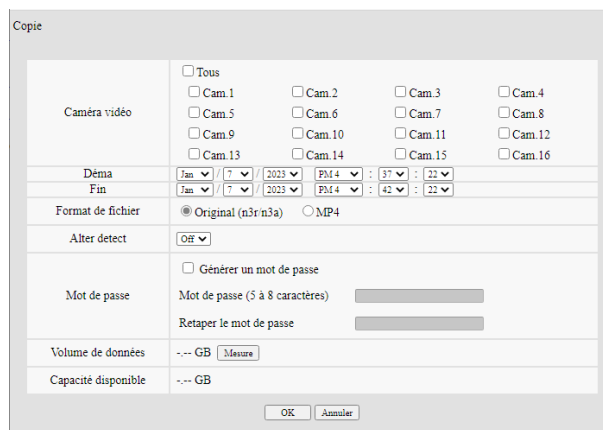 Copie
Tous
Cam.1 Cam.2 Cam.3 Cam.4
Caméra vidéo Cam.5 Cam.6 Cam.7 Cam.8
Cam.9 Cam.10 Cam.11 Cam.12
Cam.13 Cam.14 Cam.15 Cam.16
Déma Jan / 7 / 2023 PM 4 : 37 : 22
Fin Jan / 7 / 2023 PM 4 : 42 : 22
Format de fichier Original (n3r/n3a) MP4
Alter detect Off
Générer un mot de passe
Mot de passe Mot de passe (5 à 8 caractères)
Retaper le mot de passe
Volume de données -.-- GB Mesure
Capacité disponible -.-- GB
OK Annuler